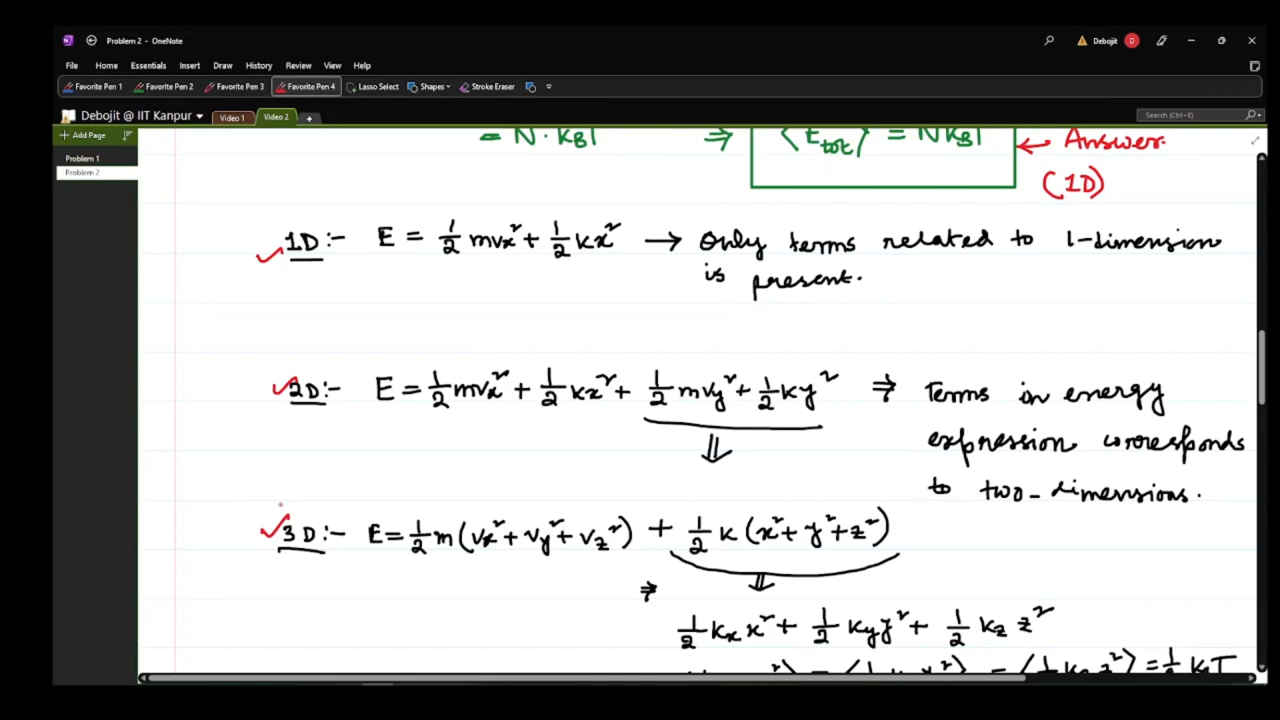 Problem 2 - OneNote
Debojit D
File Home Essentials Insert Draw History Review View Help
Favorite Pen 1 Favorite Pen 2 Favorite Pen 3 Favorite Pen 4 Lasso Select Shapes Stroke Eraser
Debojit @ IIT Kanpur Video 1 Video 2 + Search (Ctrl+E)
Add Page
Problem 1
Problem 2
= N · k_BT ⇒ ⟨E_tot⟩ = Nk_BT ← Answer.
(1D)
1D:- E = 1/2 mvx² + 1/2 kx² → Only terms related to 1-dimension
is present.
2D:- E = 1/2 mvx² + 1/2 kx² + 1/2 mvy² + 1/2 ky² ⇒ Terms in energy
expression corresponds
to two-dimensions.
3D:- E = 1/2 m(vx² + vy² + vz²) + 1/2 k(x² + y² + z²)
⇒
1/2 kx x² + 1/2 ky y² + 1/2 kz z²